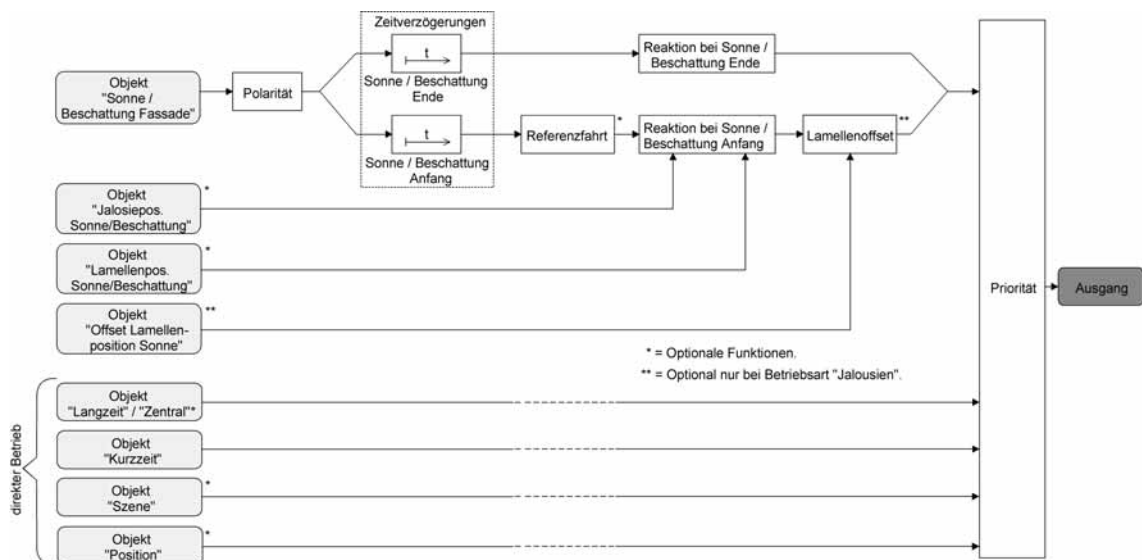 Zeitverzögerungen
t
Sonne / Beschattung
Ende
Reaktion bei Sonne /
Beschattung Ende
Objekt
"Sonne /
Beschattung Fassade"
Polarität
t
Sonne / Beschattung
Anfang
Referenzfahrt
*
Reaktion bei Sonne /
Beschattung Anfang
Lamellenoffset
**
Objekt
"Jalosiepos.
Sonne/Beschattung"
*
Objekt
"Lamellenpos.
Sonne/Beschattung"
*
Objekt
"Offset Lamellen-
position Sonne"
**
Priorität
Ausgang
* = Optionale Funktionen.
** = Optional nur bei Betriebsart "Jalousien".
direkter Betrieb
Objekt
"Langzeit" / "Zentral"*
Objekt
"Kurzzeit"
Objekt
"Szene"
*
Objekt
"Position"
*